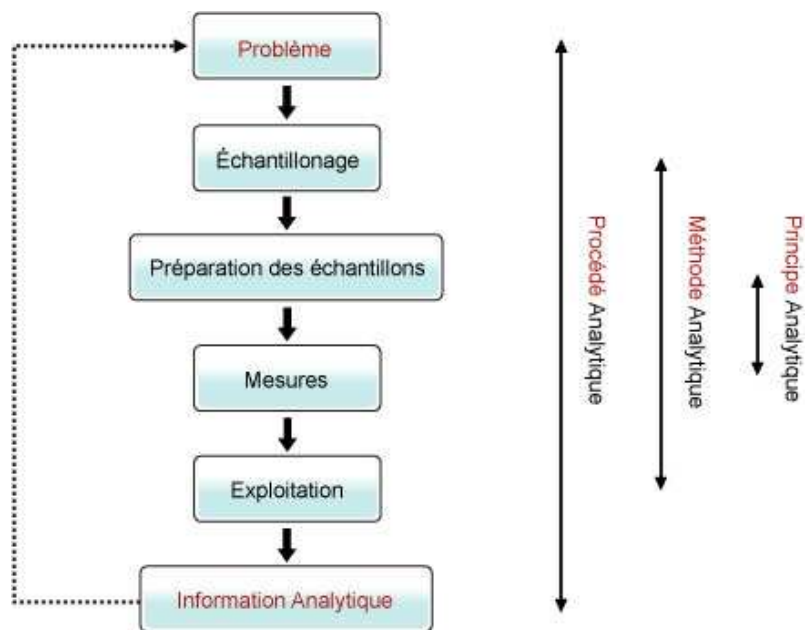 Problème
Échantillonage
Préparation des échantillons
Mesures
Exploitation
Information Analytique
Procédé Analytique
Méthode Analytique
Principe Analytique